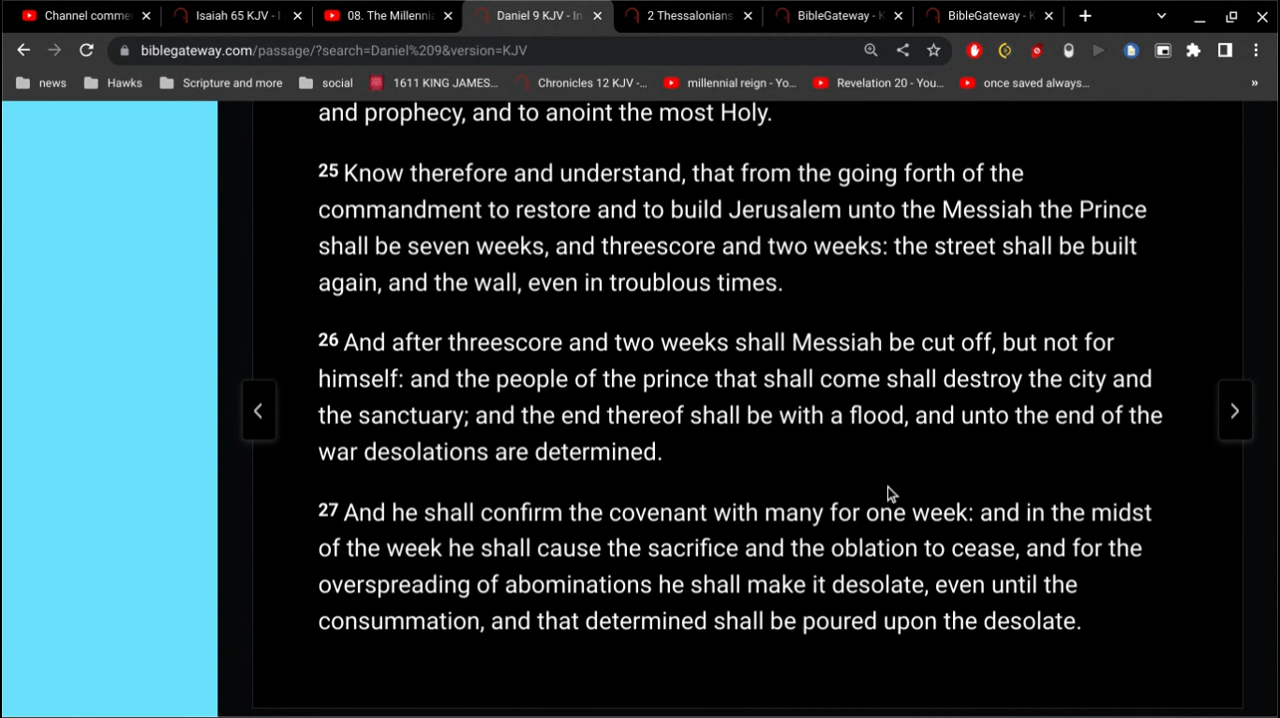 Channel comme
Isaiah 65 KJV - I
08. The Millennia
Daniel 9 KJV - In
2 Thessalonians
BibleGateway - K
BibleGateway - K
biblegateway.com/passage/?search=Daniel%209&version=KJV
news
Hawks
Scripture and more
social
1611 KING JAMES...
Chronicles 12 KJV -...
millennial reign - Yo...
Revelation 20 - You...
once saved always...
»
and prophecy, and to anoint the most Holy.
25 Know therefore and understand, that from the going forth of the
commandment to restore and to build Jerusalem unto the Messiah the Prince
shall be seven weeks, and threescore and two weeks: the street shall be built
again, and the wall, even in troublous times.
26 And after threescore and two weeks shall Messiah be cut off, but not for
himself: and the people of the prince that shall come shall destroy the city and
the sanctuary; and the end thereof shall be with a flood, and unto the end of the
war desolations are determined.
27 And he shall confirm the covenant with many for one week: and in the midst
of the week he shall cause the sacrifice and the oblation to cease, and for the
overspreading of abominations he shall make it desolate, even until the
consummation, and that determined shall be poured upon the desolate.